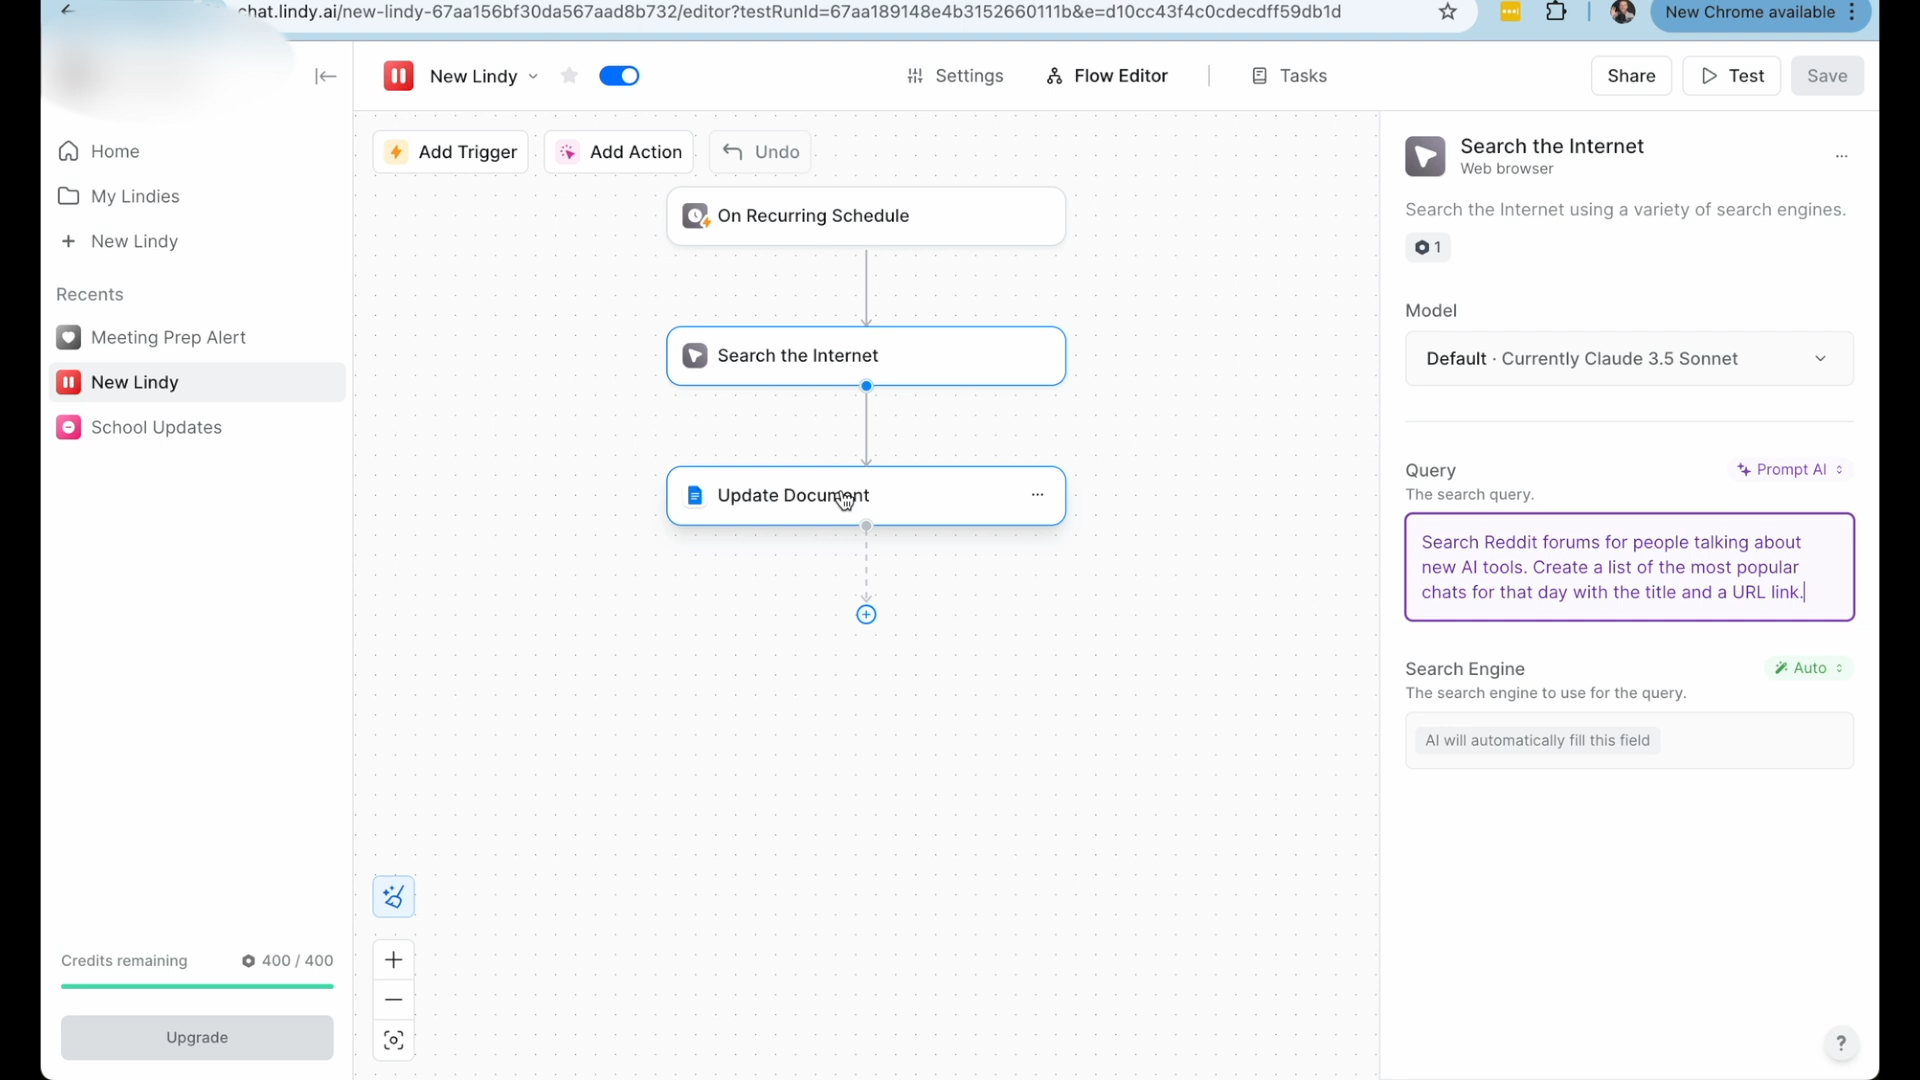 chat.lindy.ai/new-lindy-67aa156bf30da567aad8b732/editor?testRunId=67aa189148e4b3152660111b&e=d10cc43f4c0cdecdff59db1d
New Chrome available
New Lindy
Settings
Flow Editor
Tasks
Share
Test
Save
Home
My Lindies
New Lindy
Recents
Meeting Prep Alert
New Lindy
School Updates
Credits remaining
400 / 400
Upgrade
Add Trigger
Add Action
Undo
On Recurring Schedule
Search the Internet
Update Document
Search the Internet
Web browser
Search the Internet using a variety of search engines.
1
Model
Default · Currently Claude 3.5 Sonnet
Query
Prompt AI
The search query.
Search Reddit forums for people talking about
new AI tools. Create a list of the most popular
chats for that day with the title and a URL link.
Search Engine
Auto
The search engine to use for the query.
AI will automatically fill this field
?